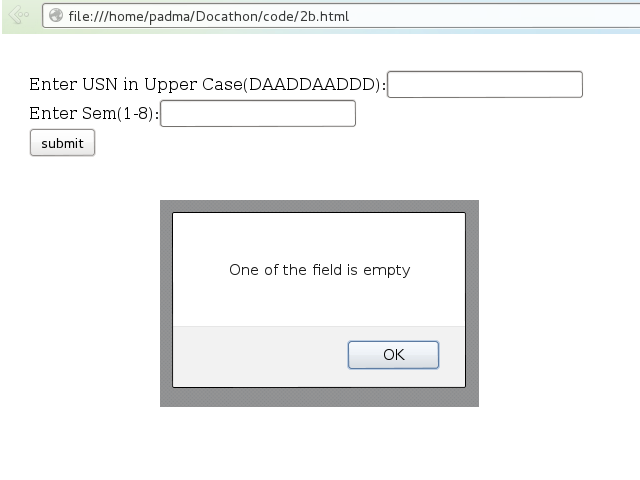 file:///home/padma/Docathon/code/2b.html
Enter USN in Upper Case(DAADDAADDD):
Enter Sem(1-8):
submit
One of the field is empty
OK